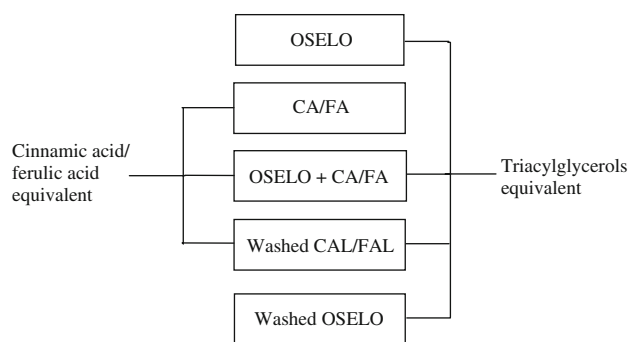 OSELO
CA/FA
Cinnamic acid/
ferulic acid
equivalent
OSELO + CA/FA
Triacylglycerols
equivalent
Washed CAL/FAL
Washed OSELO